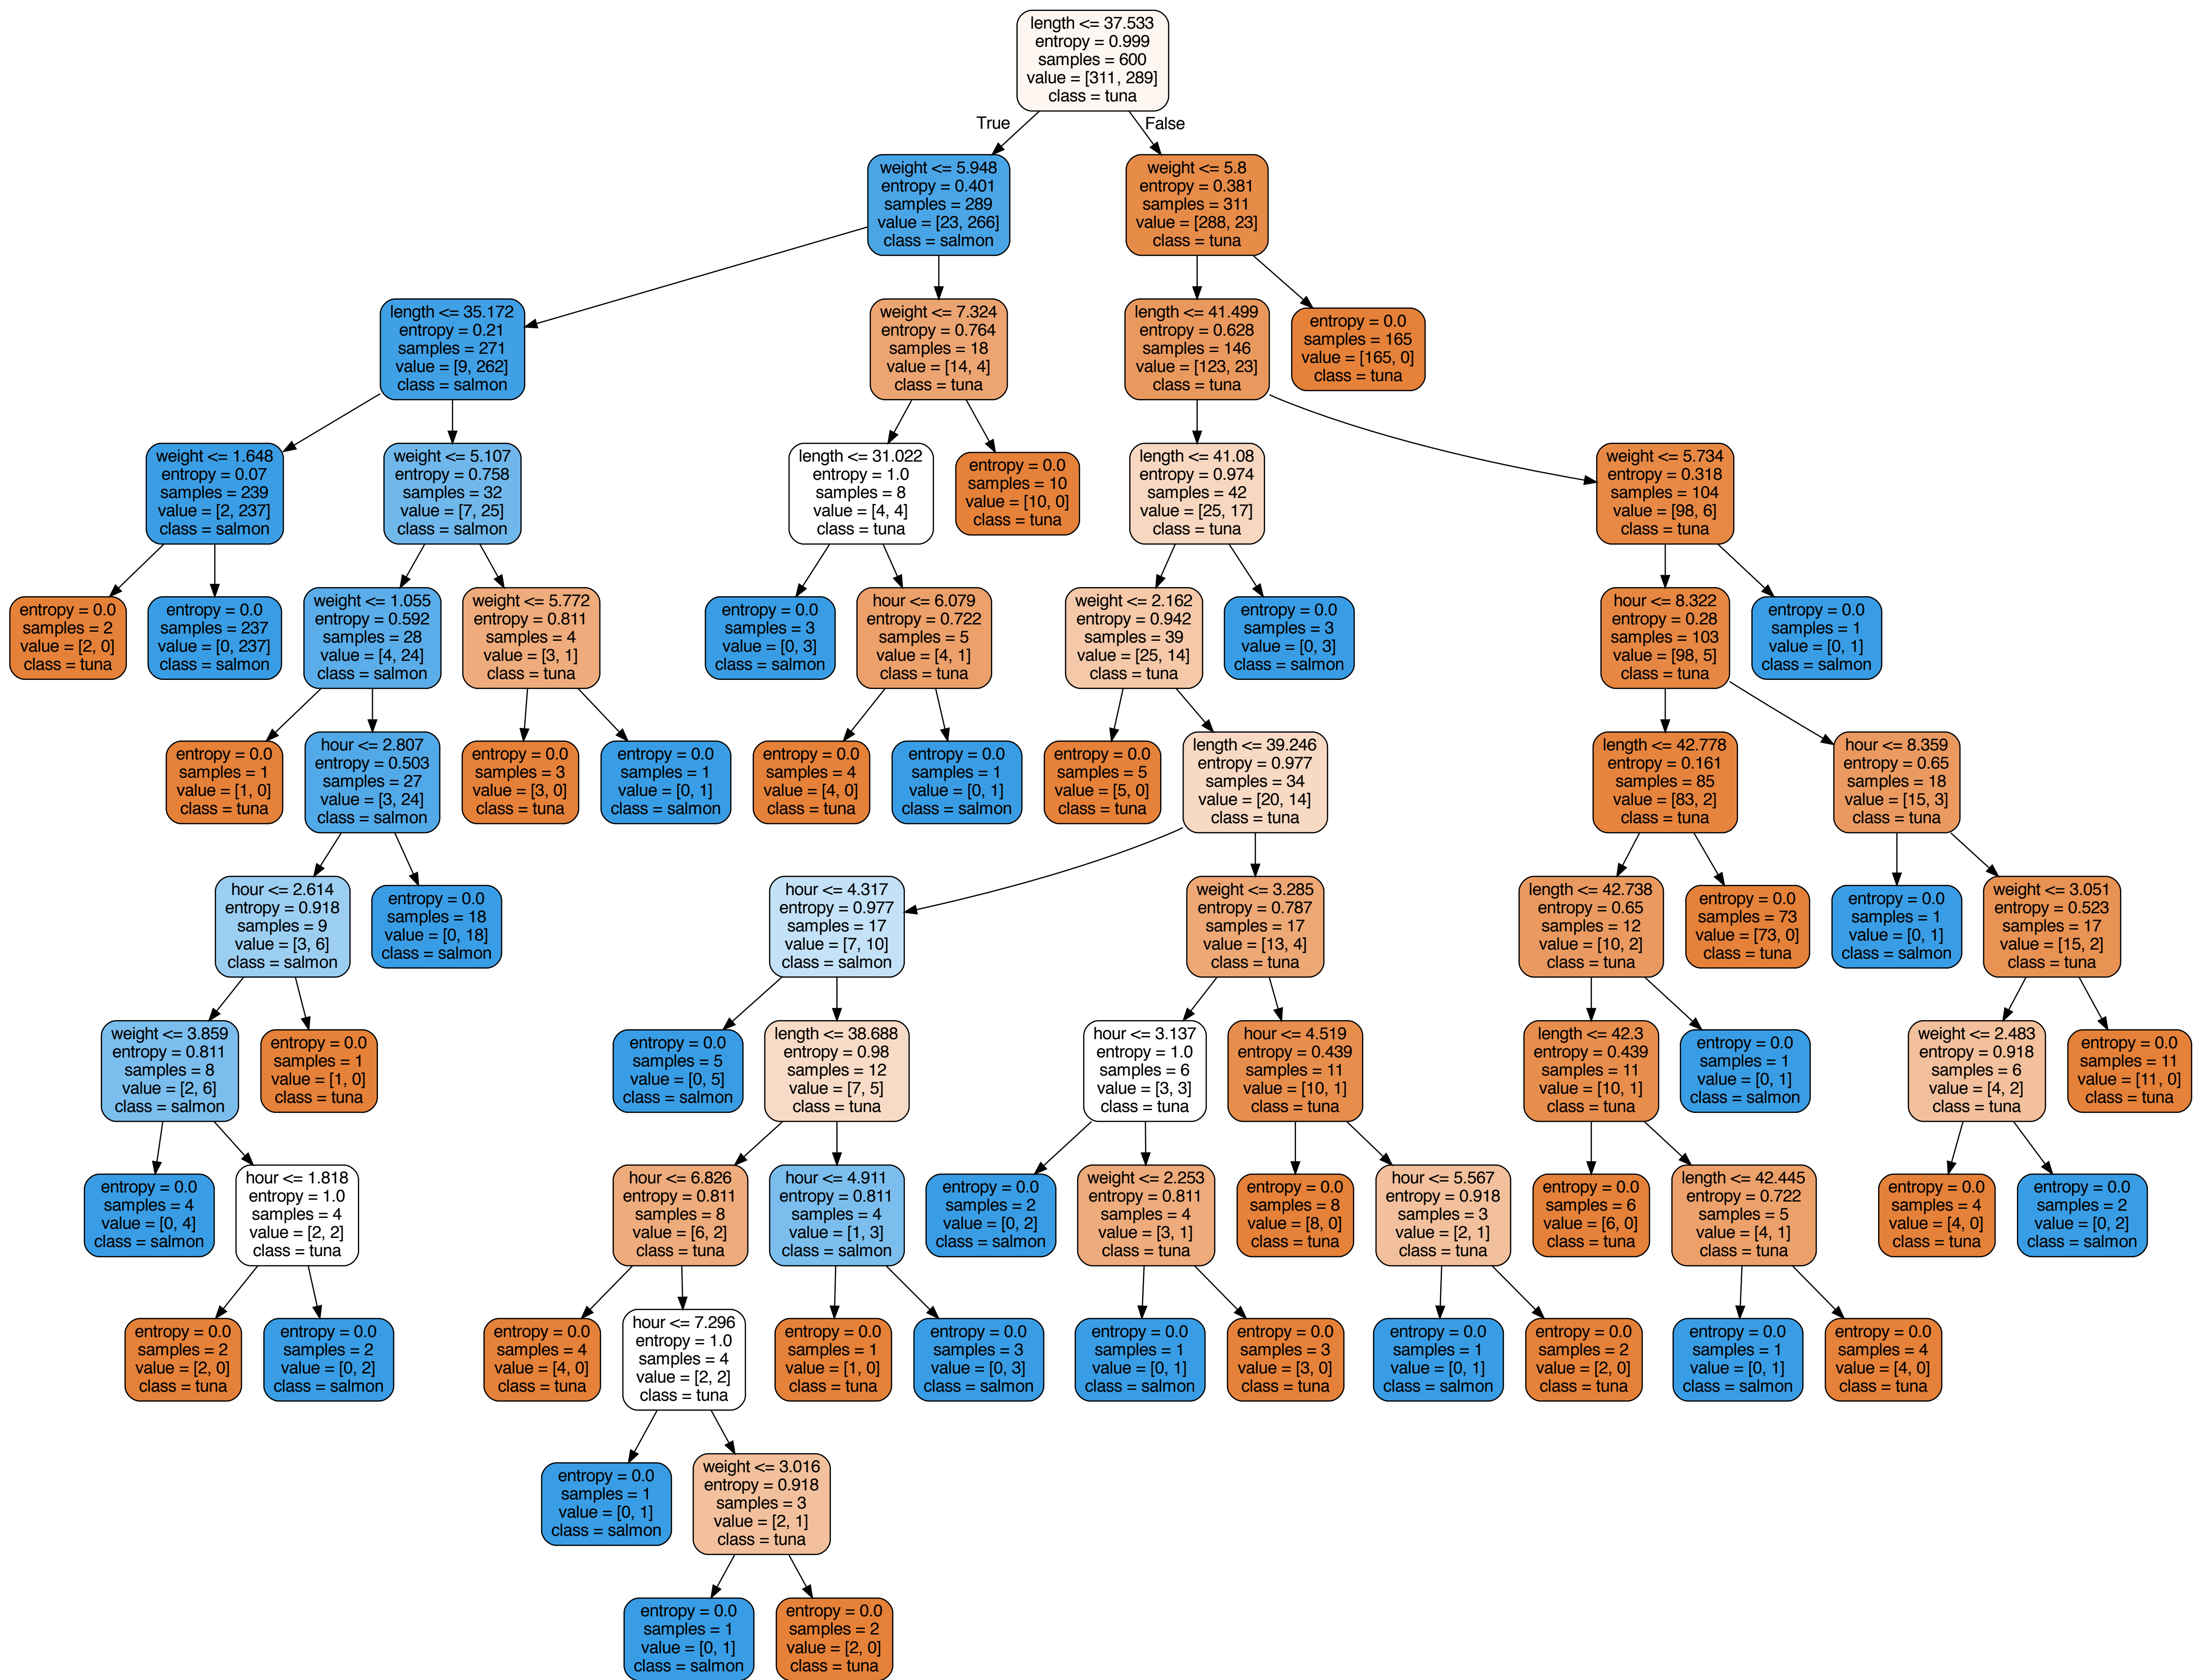 length <= 37.533
entropy = 0.999
samples = 600
value = [311, 289]
class = tuna
True
False
weight <= 5.948
entropy = 0.401
samples = 289
value = [23, 266]
class = salmon
weight <= 5.8
entropy = 0.381
samples = 311
value = [288, 23]
class = tuna
length <= 35.172
entropy = 0.21
samples = 271
value = [9, 262]
class = salmon
weight <= 7.324
entropy = 0.764
samples = 18
value = [14, 4]
class = tuna
length <= 41.499
entropy = 0.628
samples = 146
value = [123, 23]
class = tuna
entropy = 0.0
samples = 165
value = [165, 0]
class = tuna
weight <= 1.648
entropy = 0.07
samples = 239
value = [2, 237]
class = salmon
weight <= 5.107
entropy = 0.758
samples = 32
value = [7, 25]
class = salmon
length <= 31.022
entropy = 1.0
samples = 8
value = [4, 4]
class = tuna
entropy = 0.0
samples = 10
value = [10, 0]
class = tuna
length <= 41.08
entropy = 0.974
samples = 42
value = [25, 17]
class = tuna
weight <= 5.734
entropy = 0.318
samples = 104
value = [98, 6]
class = tuna
entropy = 0.0
samples = 2
value = [2, 0]
class = tuna
entropy = 0.0
samples = 237
value = [0, 237]
class = salmon
weight <= 1.055
entropy = 0.592
samples = 28
value = [4, 24]
class = salmon
weight <= 5.772
entropy = 0.811
samples = 4
value = [3, 1]
class = tuna
entropy = 0.0
samples = 3
value = [0, 3]
class = salmon
hour <= 6.079
entropy = 0.722
samples = 5
value = [4, 1]
class = tuna
weight <= 2.162
entropy = 0.942
samples = 39
value = [25, 14]
class = tuna
entropy = 0.0
samples = 3
value = [0, 3]
class = salmon
hour <= 8.322
entropy = 0.28
samples = 103
value = [98, 5]
class = tuna
entropy = 0.0
samples = 1
value = [0, 1]
class = salmon
entropy = 0.0
samples = 1
value = [1, 0]
class = tuna
hour <= 2.807
entropy = 0.503
samples = 27
value = [3, 24]
class = salmon
entropy = 0.0
samples = 3
value = [3, 0]
class = tuna
entropy = 0.0
samples = 1
value = [0, 1]
class = salmon
entropy = 0.0
samples = 4
value = [4, 0]
class = tuna
entropy = 0.0
samples = 1
value = [0, 1]
class = salmon
entropy = 0.0
samples = 5
value = [5, 0]
class = tuna
length <= 39.246
entropy = 0.977
samples = 34
value = [20, 14]
class = tuna
length <= 42.778
entropy = 0.161
samples = 85
value = [83, 2]
class = tuna
hour <= 8.359
entropy = 0.65
samples = 18
value = [15, 3]
class = tuna
hour <= 2.614
entropy = 0.918
samples = 9
value = [3, 6]
class = salmon
entropy = 0.0
samples = 18
value = [0, 18]
class = salmon
hour <= 4.317
entropy = 0.977
samples = 17
value = [7, 10]
class = salmon
weight <= 3.285
entropy = 0.787
samples = 17
value = [13, 4]
class = tuna
length <= 42.738
entropy = 0.65
samples = 12
value = [10, 2]
class = tuna
entropy = 0.0
samples = 73
value = [73, 0]
class = tuna
entropy = 0.0
samples = 1
value = [0, 1]
class = salmon
weight <= 3.051
entropy = 0.523
samples = 17
value = [15, 2]
class = tuna
weight <= 3.859
entropy = 0.811
samples = 8
value = [2, 6]
class = salmon
entropy = 0.0
samples = 1
value = [1, 0]
class = tuna
entropy = 0.0
samples = 5
value = [0, 5]
class = salmon
length <= 38.688
entropy = 0.98
samples = 12
value = [7, 5]
class = tuna
hour <= 3.137
entropy = 1.0
samples = 6
value = [3, 3]
class = tuna
hour <= 4.519
entropy = 0.439
samples = 11
value = [10, 1]
class = tuna
length <= 42.3
entropy = 0.439
samples = 11
value = [10, 1]
class = tuna
entropy = 0.0
samples = 1
value = [0, 1]
class = salmon
weight <= 2.483
entropy = 0.918
samples = 6
value = [4, 2]
class = tuna
entropy = 0.0
samples = 11
value = [11, 0]
class = tuna
entropy = 0.0
samples = 4
value = [0, 4]
class = salmon
hour <= 1.818
entropy = 1.0
samples = 4
value = [2, 2]
class = tuna
hour <= 6.826
entropy = 0.811
samples = 8
value = [6, 2]
class = tuna
hour <= 4.911
entropy = 0.811
samples = 4
value = [1, 3]
class = salmon
entropy = 0.0
samples = 2
value = [0, 2]
class = salmon
weight <= 2.253
entropy = 0.811
samples = 4
value = [3, 1]
class = tuna
entropy = 0.0
samples = 8
value = [8, 0]
class = tuna
hour <= 5.567
entropy = 0.918
samples = 3
value = [2, 1]
class = tuna
entropy = 0.0
samples = 6
value = [6, 0]
class = tuna
length <= 42.445
entropy = 0.722
samples = 5
value = [4, 1]
class = tuna
entropy = 0.0
samples = 4
value = [4, 0]
class = tuna
entropy = 0.0
samples = 2
value = [0, 2]
class = salmon
entropy = 0.0
samples = 2
value = [2, 0]
class = tuna
entropy = 0.0
samples = 2
value = [0, 2]
class = salmon
entropy = 0.0
samples = 4
value = [4, 0]
class = tuna
hour <= 7.296
entropy = 1.0
samples = 4
value = [2, 2]
class = tuna
entropy = 0.0
samples = 1
value = [1, 0]
class = tuna
entropy = 0.0
samples = 3
value = [0, 3]
class = salmon
entropy = 0.0
samples = 1
value = [0, 1]
class = salmon
entropy = 0.0
samples = 3
value = [3, 0]
class = tuna
entropy = 0.0
samples = 1
value = [0, 1]
class = salmon
entropy = 0.0
samples = 2
value = [2, 0]
class = tuna
entropy = 0.0
samples = 1
value = [0, 1]
class = salmon
entropy = 0.0
samples = 4
value = [4, 0]
class = tuna
entropy = 0.0
samples = 1
value = [0, 1]
class = salmon
weight <= 3.016
entropy = 0.918
samples = 3
value = [2, 1]
class = tuna
entropy = 0.0
samples = 1
value = [0, 1]
class = salmon
entropy = 0.0
samples = 2
value = [2, 0]
class = tuna